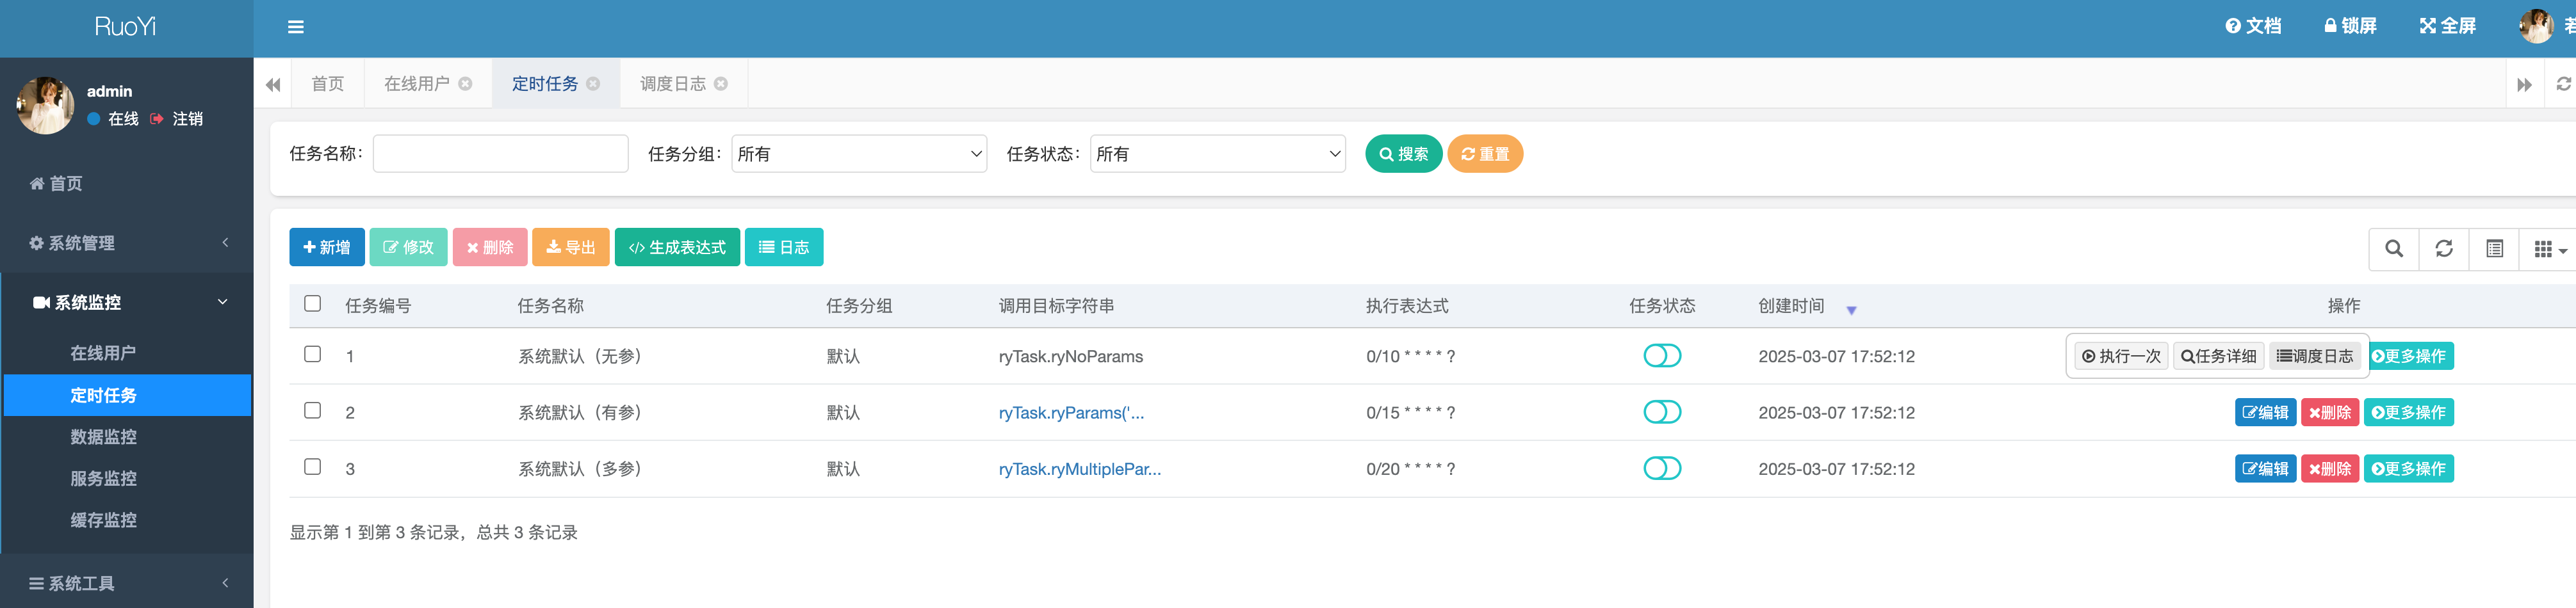 RuoYi
文档 锁屏 全屏
admin
在线 注销
首页 在线用户 定时任务 调度日志
任务名称： 任务分组： 所有 任务状态： 所有 搜索 重置
首页
系统管理
系统监控
在线用户
定时任务
数据监控
服务监控
缓存监控
系统工具
新增 修改 删除 导出 生成表达式 日志
任务编号 任务名称 任务分组 调用目标字符串 执行表达式 任务状态 创建时间 操作
1 系统默认（无参） 默认 ryTask.ryNoParams 0/10 * * * * ? 2025-03-07 17:52:12 执行一次 任务详细 调度日志 更多操作
2 系统默认（有参） 默认 ryTask.ryParams('... 0/15 * * * * ? 2025-03-07 17:52:12 编辑 删除 更多操作
3 系统默认（多参） 默认 ryTask.ryMultiplePar... 0/20 * * * * ? 2025-03-07 17:52:12 编辑 删除 更多操作
显示第 1 到第 3 条记录，总共 3 条记录